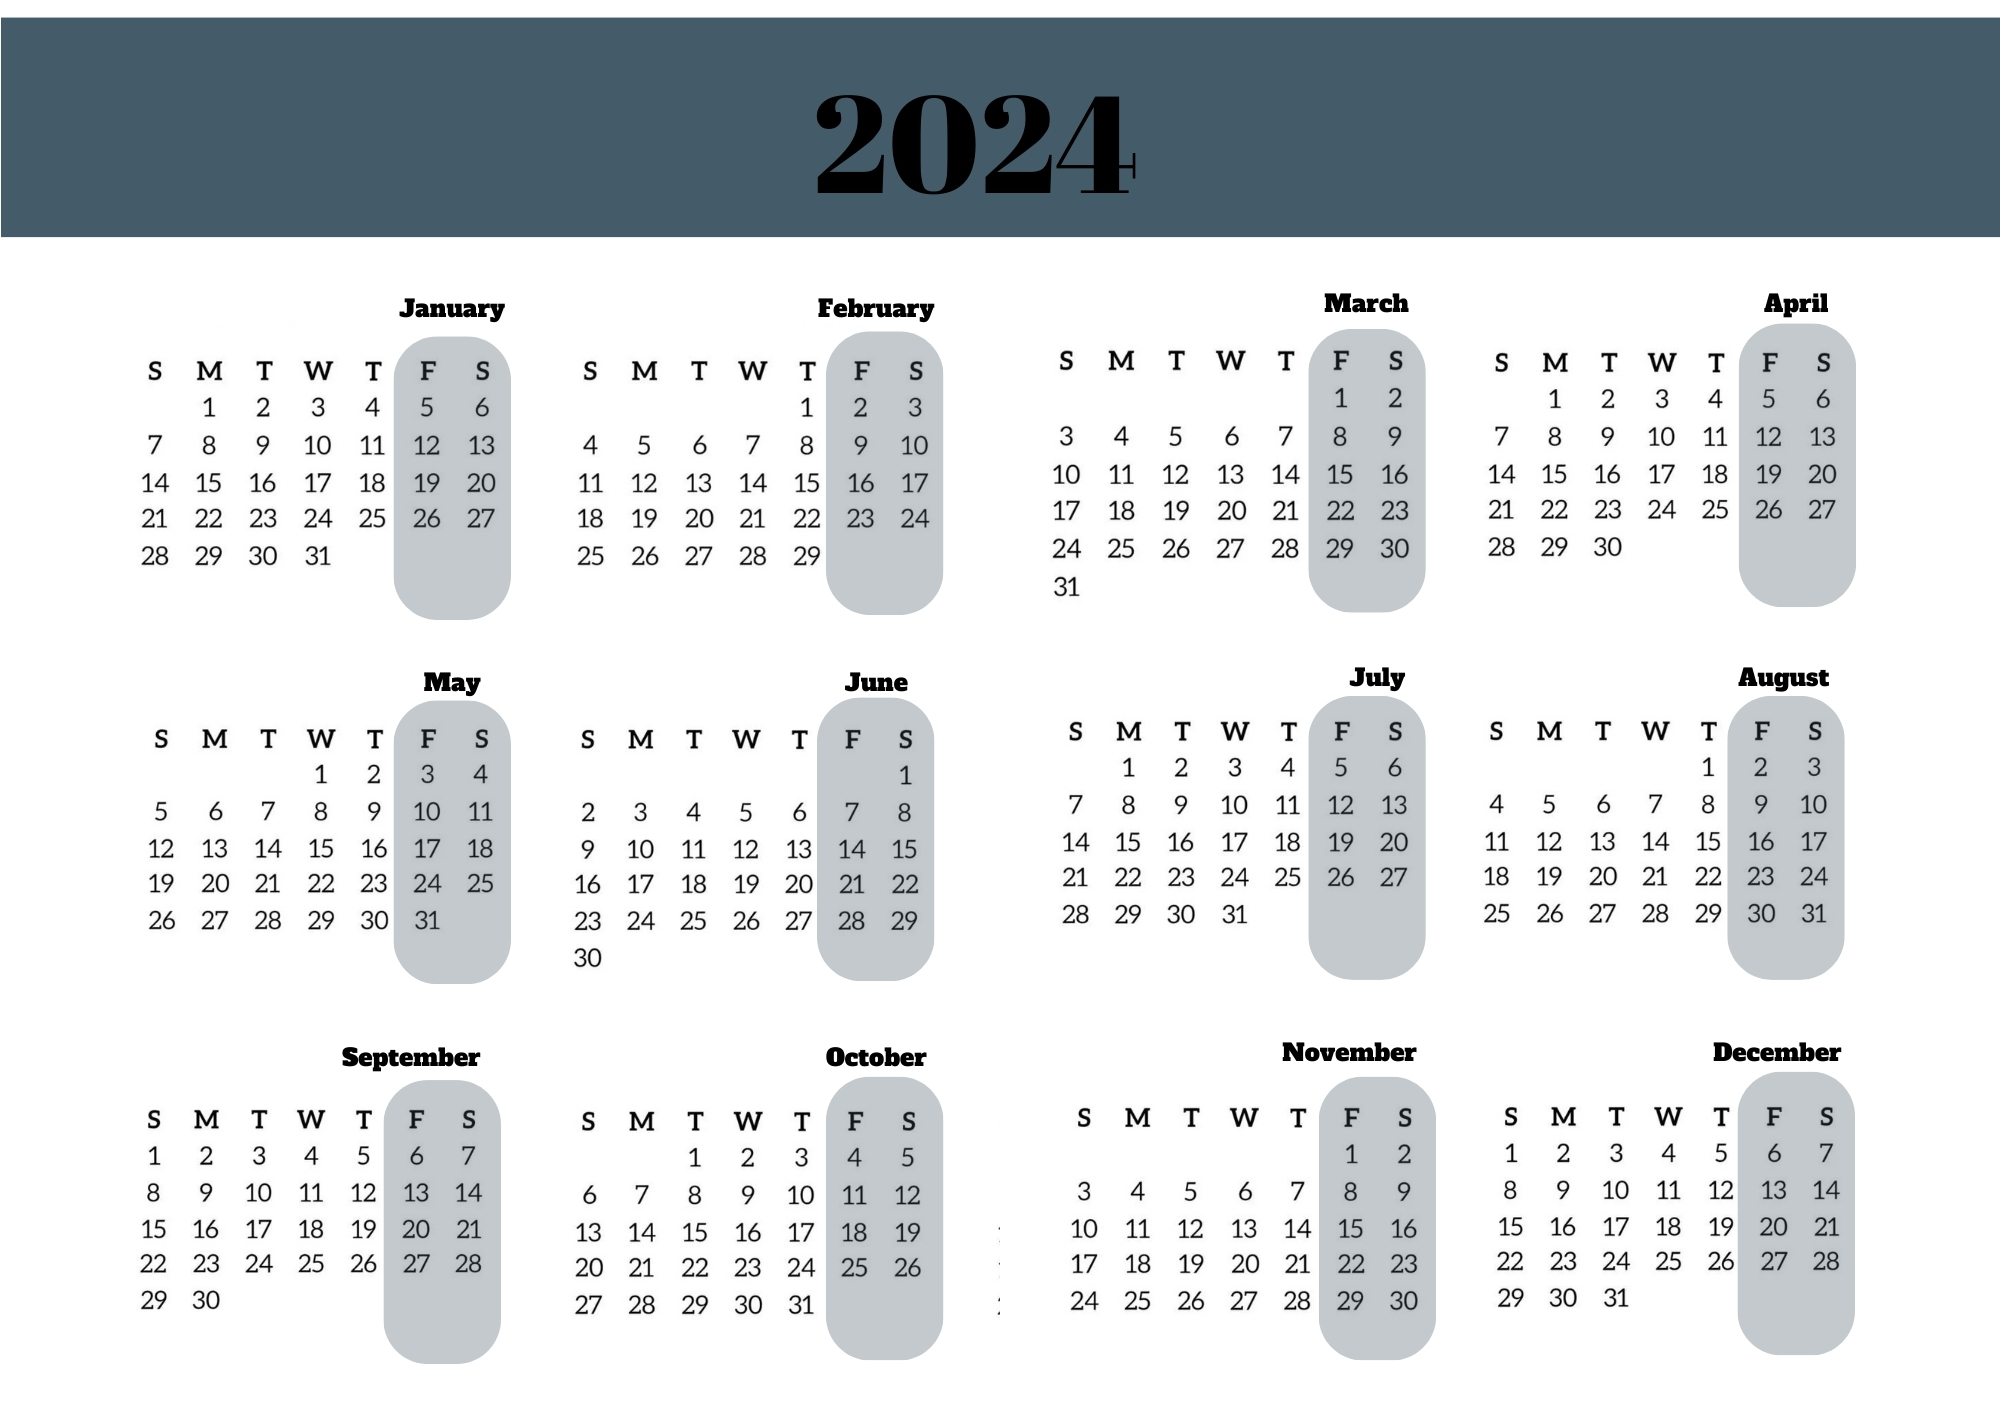 2024
January
S M T W T F S
1 2 3 4 5 6
7 8 9 10 11 12 13
14 15 16 17 18 19 20
21 22 23 24 25 26 27
28 29 30 31
February
S M T W T F S
1 2 3
4 5 6 7 8 9 10
11 12 13 14 15 16 17
18 19 20 21 22 23 24
25 26 27 28 29
March
S M T W T F S
1 2
3 4 5 6 7 8 9
10 11 12 13 14 15 16
17 18 19 20 21 22 23
24 25 26 27 28 29 30
31
April
S M T W T F S
1 2 3 4 5 6
7 8 9 10 11 12 13
14 15 16 17 18 19 20
21 22 23 24 25 26 27
28 29 30
May
S M T W T F S
1 2 3 4
5 6 7 8 9 10 11
12 13 14 15 16 17 18
19 20 21 22 23 24 25
26 27 28 29 30 31
June
S M T W T F S
1
2 3 4 5 6 7 8
9 10 11 12 13 14 15
16 17 18 19 20 21 22
23 24 25 26 27 28 29
30
July
S M T W T F S
1 2 3 4 5 6
7 8 9 10 11 12 13
14 15 16 17 18 19 20
21 22 23 24 25 26 27
28 29 30 31
August
S M T W T F S
1 2 3
4 5 6 7 8 9 10
11 12 13 14 15 16 17
18 19 20 21 22 23 24
25 26 27 28 29 30 31
September
S M T W T F S
1 2 3 4 5 6 7
8 9 10 11 12 13 14
15 16 17 18 19 20 21
22 23 24 25 26 27 28
29 30
October
S M T W T F S
1 2 3 4 5
6 7 8 9 10 11 12
13 14 15 16 17 18 19
20 21 22 23 24 25 26
27 28 29 30 31
November
S M T W T F S
1 2
3 4 5 6 7 8 9
10 11 12 13 14 15 16
17 18 19 20 21 22 23
24 25 26 27 28 29 30
December
S M T W T F S
1 2 3 4 5 6 7
8 9 10 11 12 13 14
15 16 17 18 19 20 21
22 23 24 25 26 27 28
29 30 31